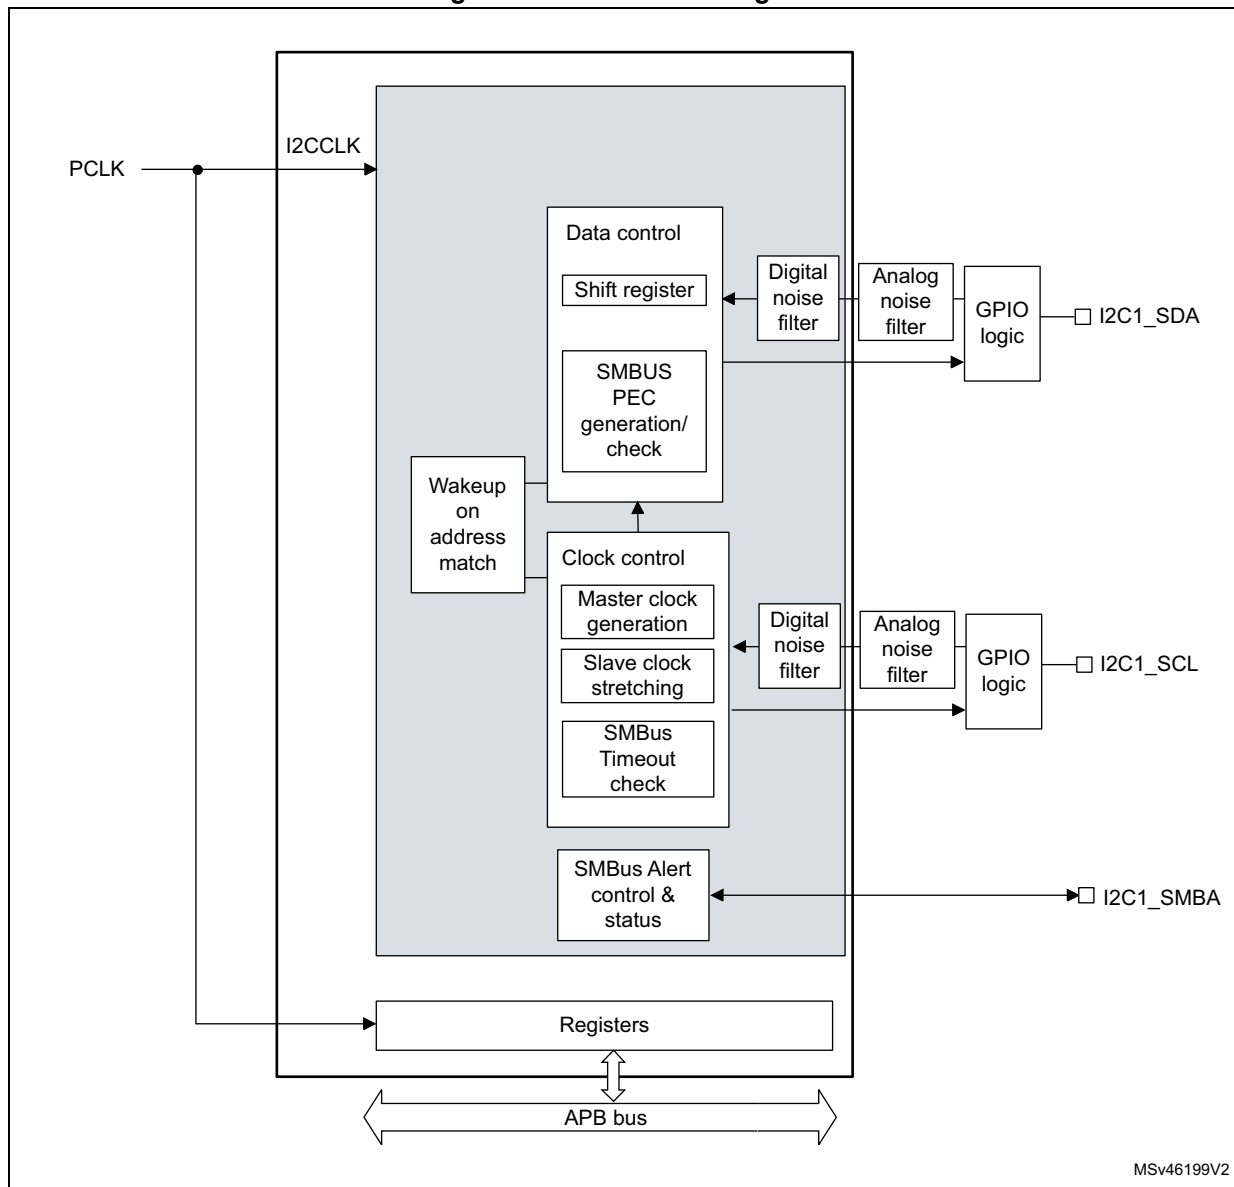 I2CCLK
PCLK
Data control
Shift register
SMBUS
PEC
generation/
check
Digital
noise
filter
Analog
noise
filter
GPIO
logic
I2C1_SDA
Wakeup
on
address
match
Clock control
Master clock
generation
Slave clock
stretching
SMBus
Timeout
check
Digital
noise
filter
Analog
noise
filter
GPIO
logic
I2C1_SCL
SMBus Alert
control &
status
I2C1_SMBA
Registers
APB bus
MSv46199V2